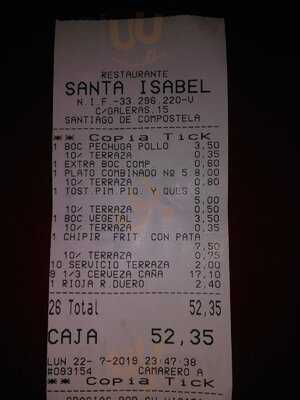 RESTAURANTE
SANTA ISABEL
N.I.F -33.296.220-V
C/GALERAS.15
SANTIAGO DE COMPOSTELA
** Copia Tick
1 BOC PECHUGA POLLO 3,50
10% TERRAZA 0,35
1 EXTRA BOC COMP. 0,60
1 PLATO COMBINADO Nº 5 8,00
10% TERRAZA 0,80
1 TOST PIM.PIQ. Y QUES S
5,00
10% TERRAZA 0,50
1 BOC VEGETAL 3,50
10% TERRAZA 0,35
1 CHIPIR. FRIT. CON PATA
7,50
10% TERRAZA 0,75
10 SERVICIO TERRAZA 2,00
9 1/3 CERVEZA CAÑA 17,10
1 RIOJA R.DUERO 2,40
26 Total 52,35
CAJA 52,35
LUN 22-7-2019 23:47:38
#093154 CAMARERO A
** Copia Tick